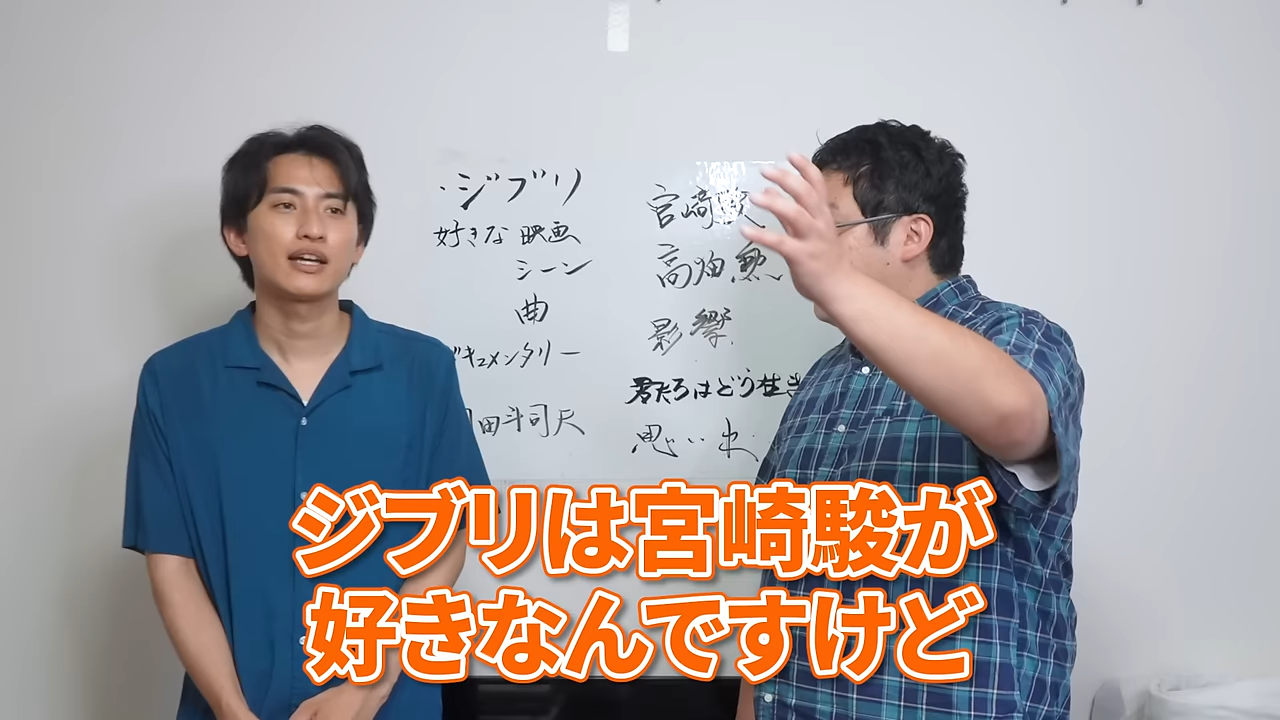 ・ジブリ
好きな映画
シーン
曲
キュメンタリー
田斗司夫
宮崎
高畑勲
影響
君たちはどう生き
思い出
ジブリは宮崎駿が
好きなんですけど